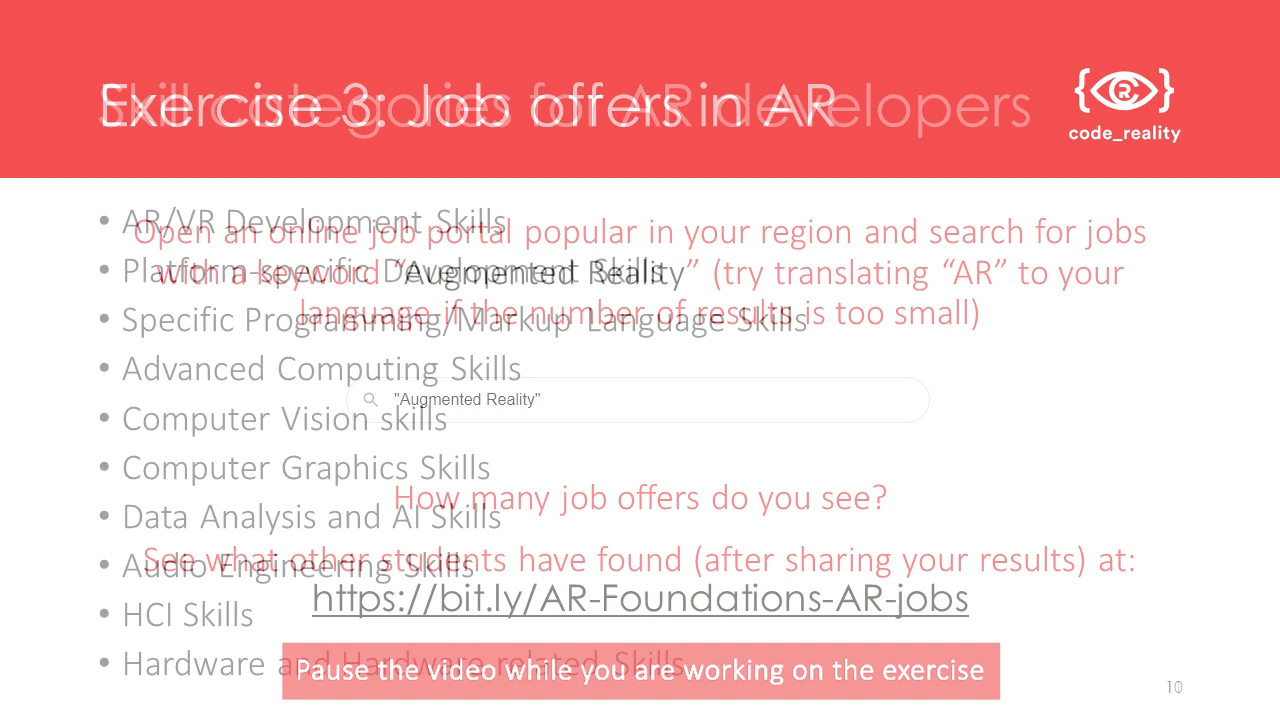 Exercise 3: Job offers in AR
Skill categories for AR developers
code_reality
• AR/VR Development Skills
• Platform-specific Development Skills
• Specific Programming/Markup Language Skills
• Advanced Computing Skills
• Computer Vision skills
• Computer Graphics Skills
• Data Analysis and AI Skills
• Audio Engineering Skills
• HCI Skills
• Hardware and Hardware-related Skills
Open an online job portal popular in your region and search for jobs
with a keyword “Augmented Reality” (try translating “AR” to your
language if the number of results is too small)
"Augmented Reality"
How many job offers do you see?
See what other students have found (after sharing your results) at:
https://bit.ly/AR-Foundations-AR-jobs
Pause the video while you are working on the exercise
10